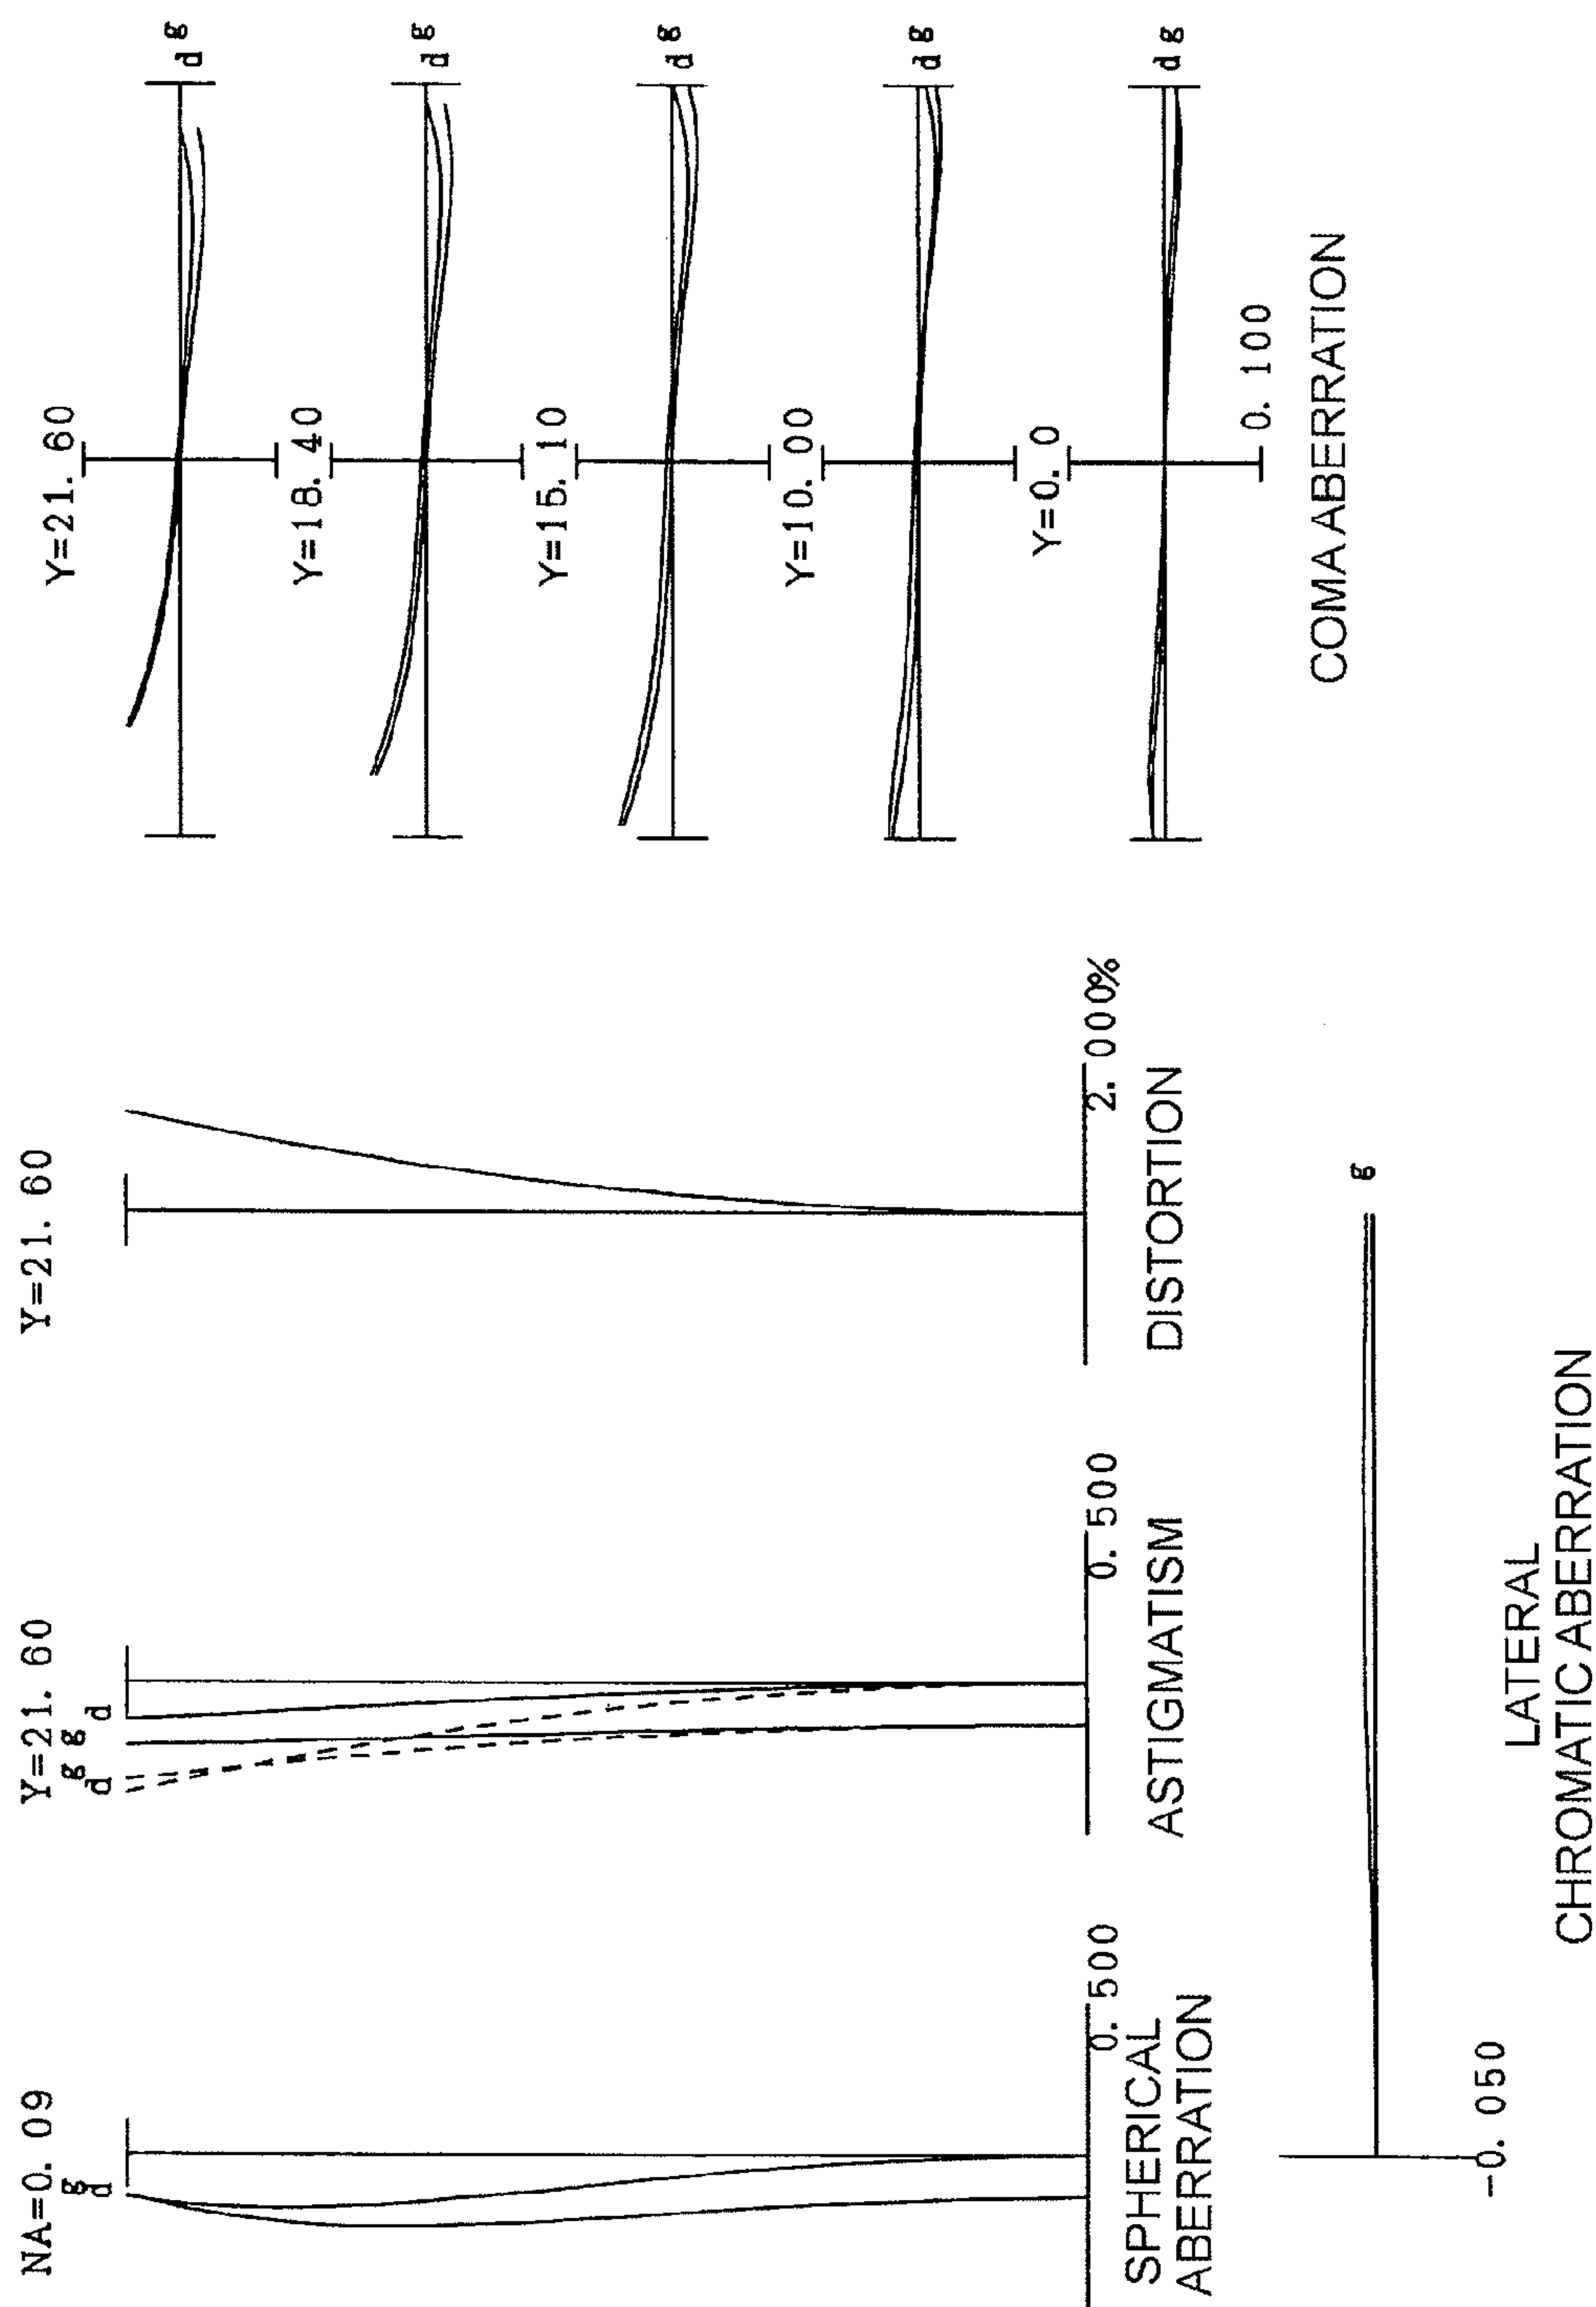 NA=0. 09
g
d
0. 500
SPHERICAL
ABERRATION
Y=21. 60
g g
d d
0. 500
ASTIGMATISM
Y=21. 60
2. 000%
DISTORTION
Y=21. 60
d g
Y=18. 40
d g
Y=15. 10
d g
Y=10. 00
d g
Y=0. 0
d g
0. 100
COMA ABERRATION
g
-0. 050
LATERAL
CHROMATIC ABERRATION